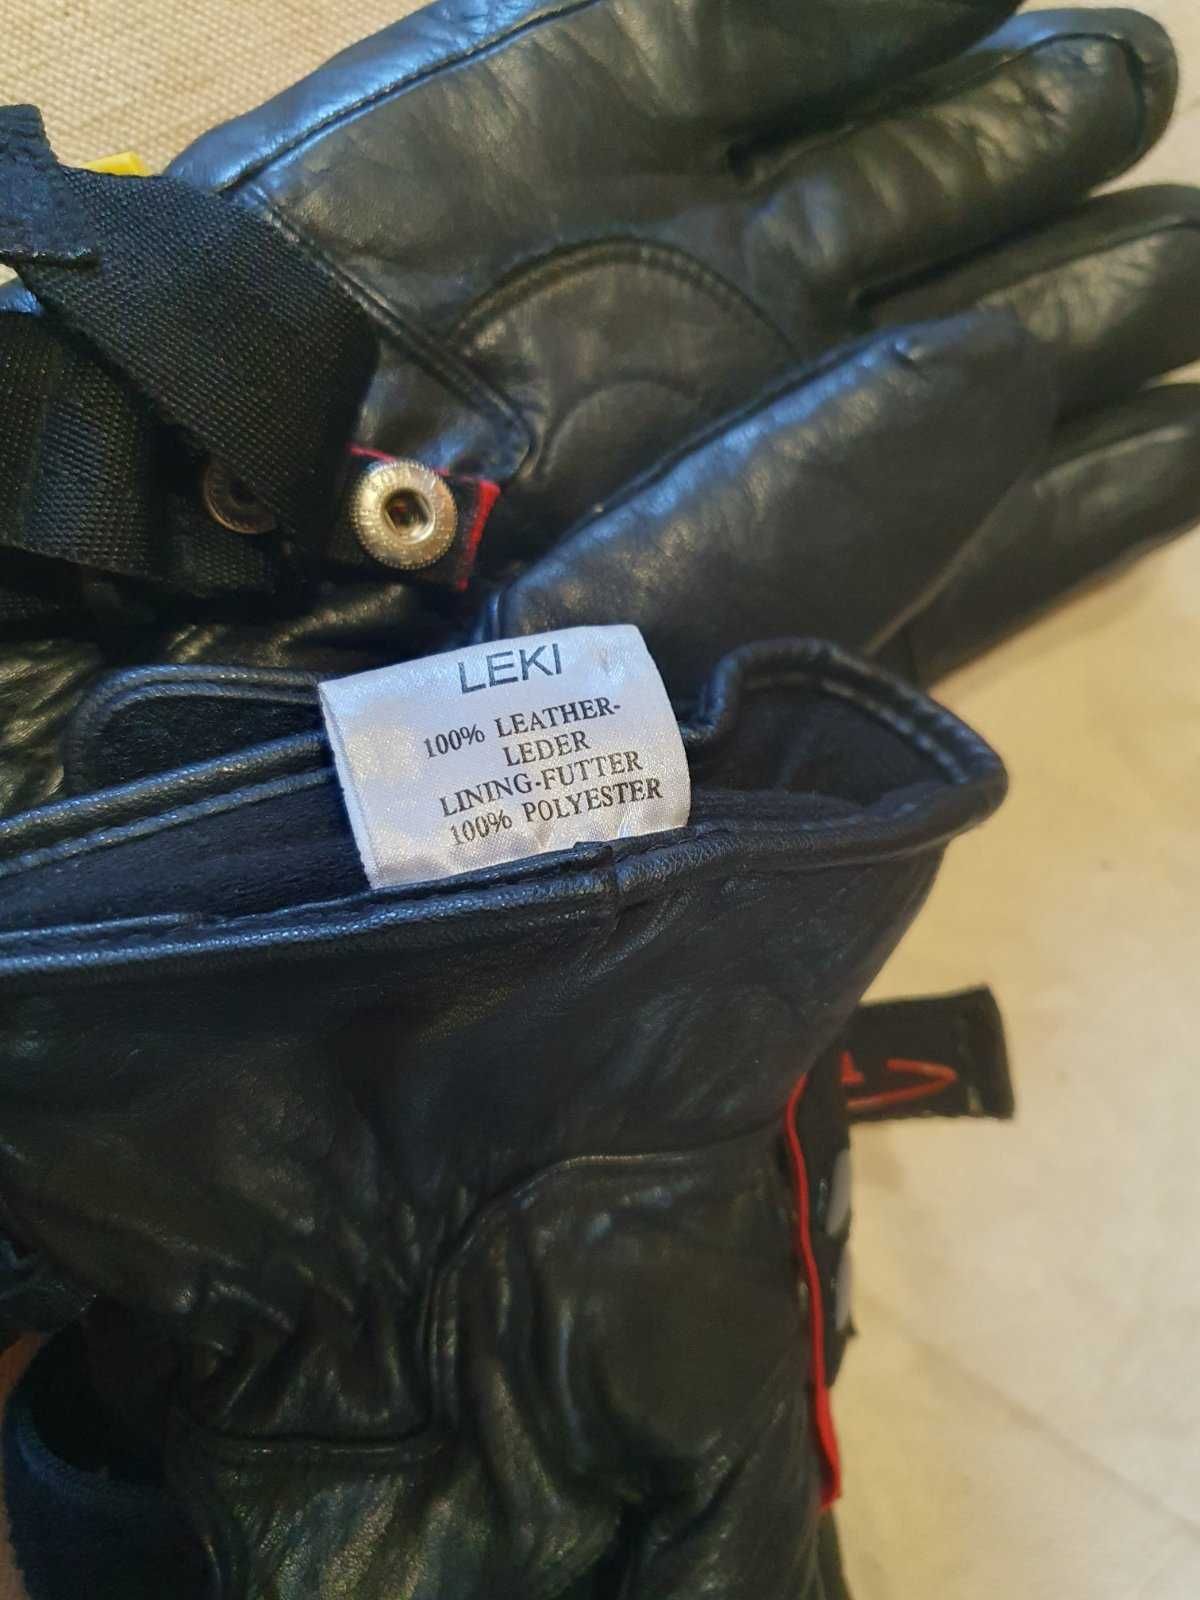 LEKI
100% LEATHER-
LEDER
LINING-FUTTER
100% POLYESTER